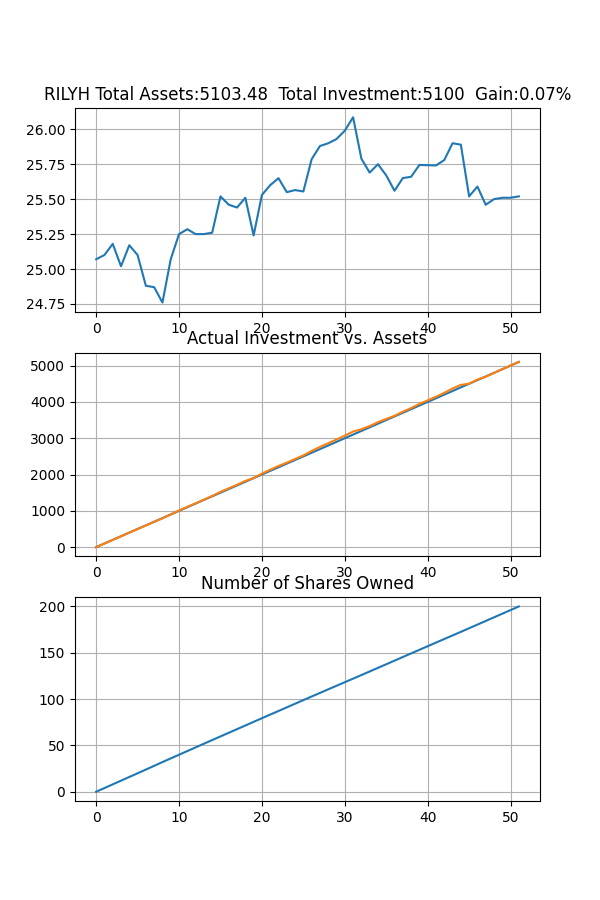 RILYH Total Assets:5103.48  Total Investment:5100  Gain:0.07%
26.00
25.75
25.50
25.25
25.00
24.75
0 10 20 30 40 50
Actual Investment vs. Assets
5000
4000
3000
2000
1000
0
0 10 20 30 40 50
Number of Shares Owned
200
150
100
50
0
0 10 20 30 40 50